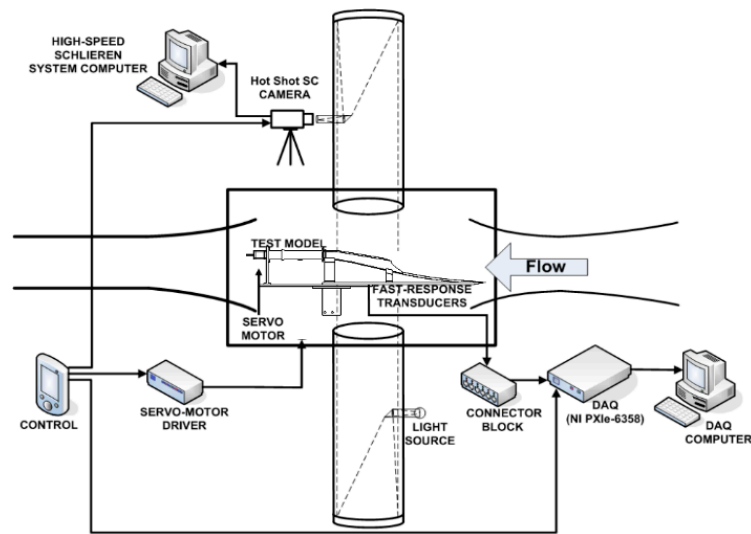 HIGH-SPEED
SCHLIEREN
SYSTEM COMPUTER
Hot Shot SC
CAMERA
TEST MODEL
Flow
FAST-RESPONSE
TRANSDUCERS
SERVO
MOTOR
CONTROL
SERVO-MOTOR
DRIVER
LIGHT
SOURCE
CONNECTOR
BLOCK
DAQ
(NI PXIe-6358)
DAQ
COMPUTER